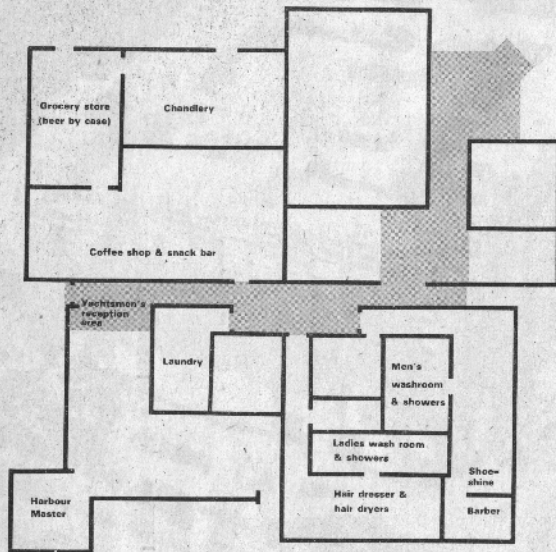 Grocery store
(beer by case)
Chandlery
Coffee shop & snack bar
Yachtsmen's
reception
area
Laundry
Men's
washroom
& showers
Ladies wash room
& showers
Hair dresser &
hair dryers
Shoe-
shine
Barber
Harbour
Master